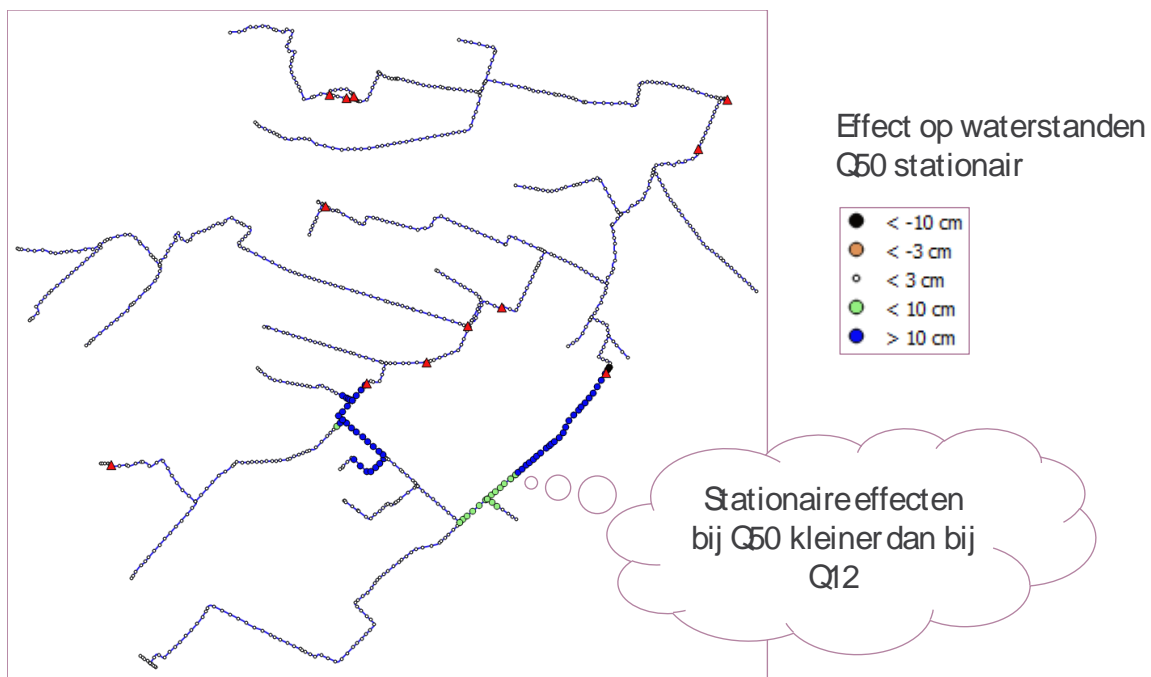 Effect op waterstanden
Q50 stationair
< -10 cm
< -3 cm
< 3 cm
< 10 cm
> 10 cm
Stationaire effecten
bij Q50 kleiner dan bij
Q12